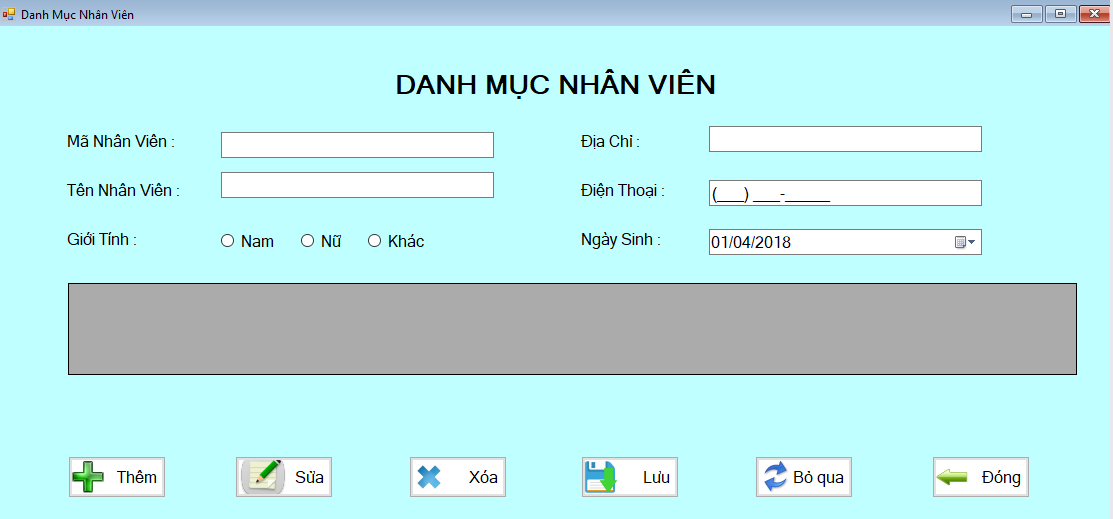 Danh Mục Nhân Viên
DANH MỤC NHÂN VIÊN
Mã Nhân Viên :
Địa Chỉ :
Tên Nhân Viên :
Điện Thoại :
(___) ___-_____
Giới Tính :
Nam
Nữ
Khác
Ngày Sinh :
01/04/2018
Thêm
Sửa
Xóa
Lưu
Bỏ qua
Đóng